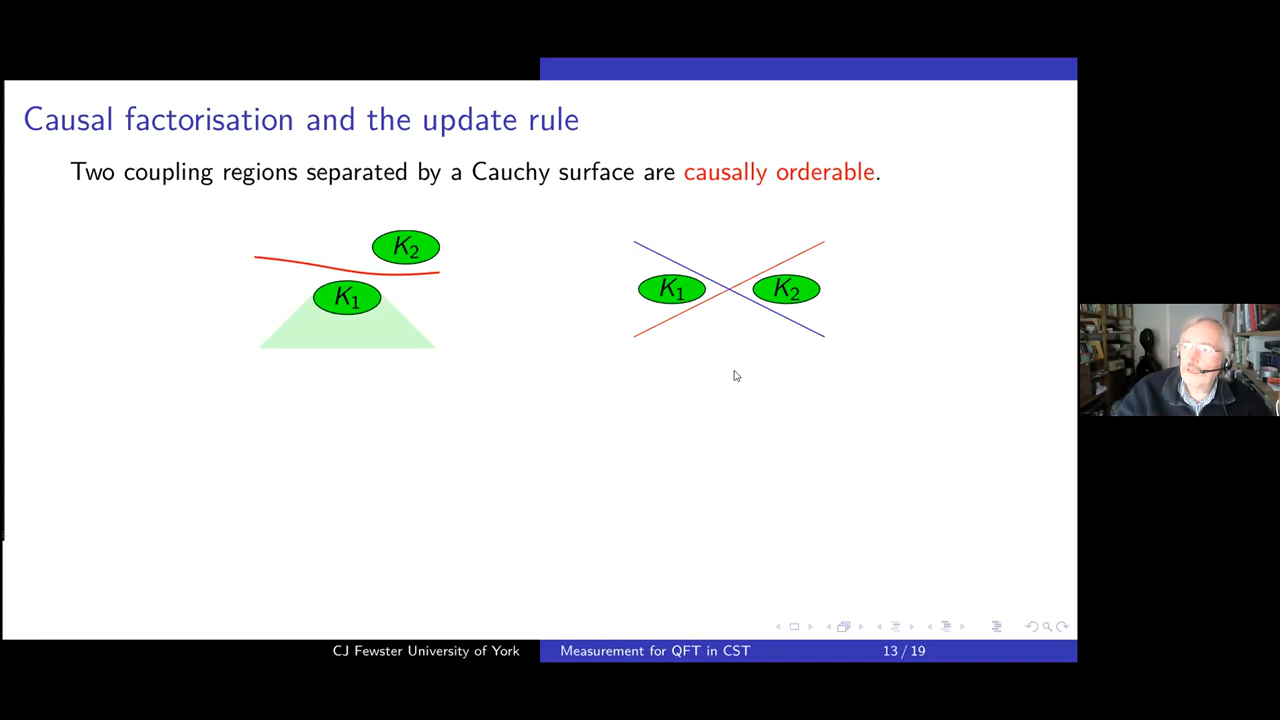 Causal factorisation and the update rule
Two coupling regions separated by a Cauchy surface are causally orderable.
K2
K1
K1
K2
CJ Fewster University of York
Measurement for QFT in CST
13 / 19